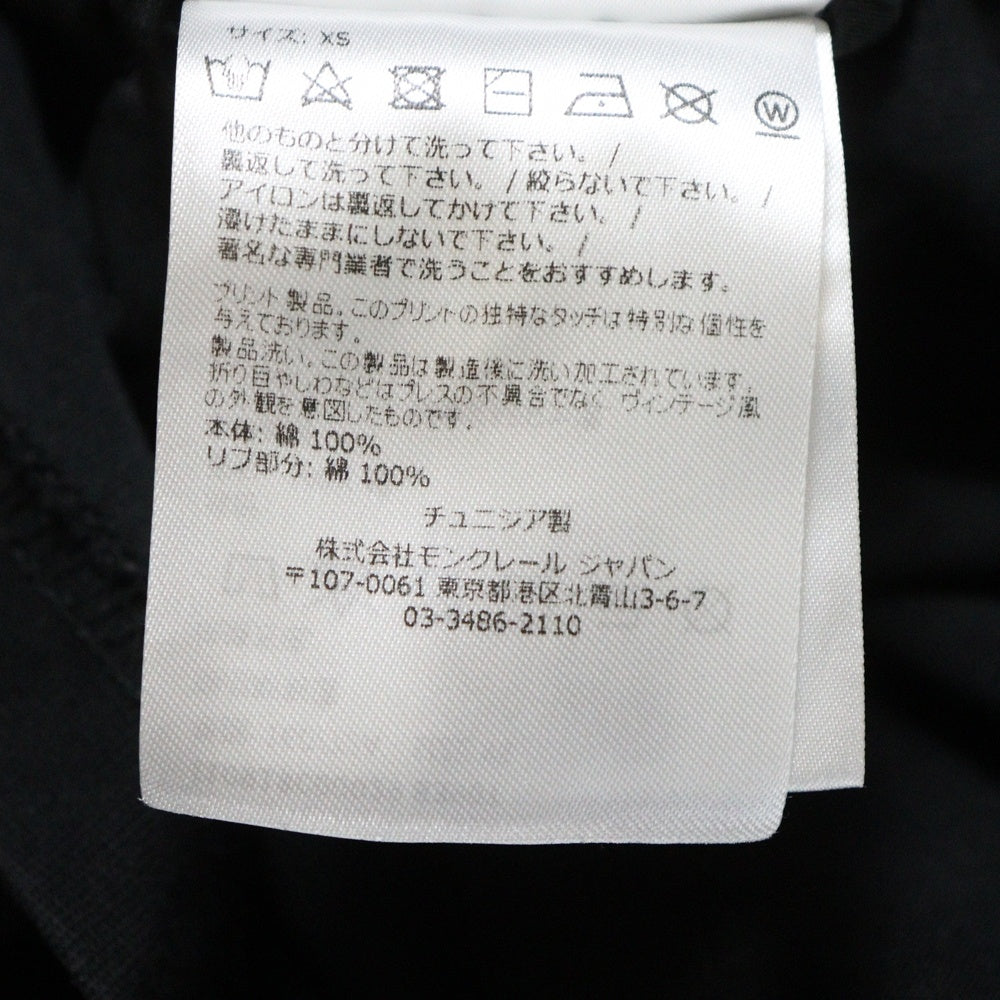 サイズ: XS
W
他のものと分けて洗って下さい。 /
裏返して洗って下さい。 / 絞らないで下さい。 /
アイロンは裏返してかけて下さい。 /
浸けたままにしないで下さい。 /
著名な専門業者で洗うことをおすすめします。
プリント製品。このプリントの独特なタッチは特別な個性を
与えております。
製品洗い。この製品は製造後に洗い加工されています。
折り目やしわなどはプレスの不具合でなく ヴィンテージ風
の外観を意図したものです。
本体: 綿 100%
リブ部分: 綿 100%
チュニジア製
株式会社モンクレール ジャパン
〒107-0061 東京都港区北青山3-6-7
03-3486-2110